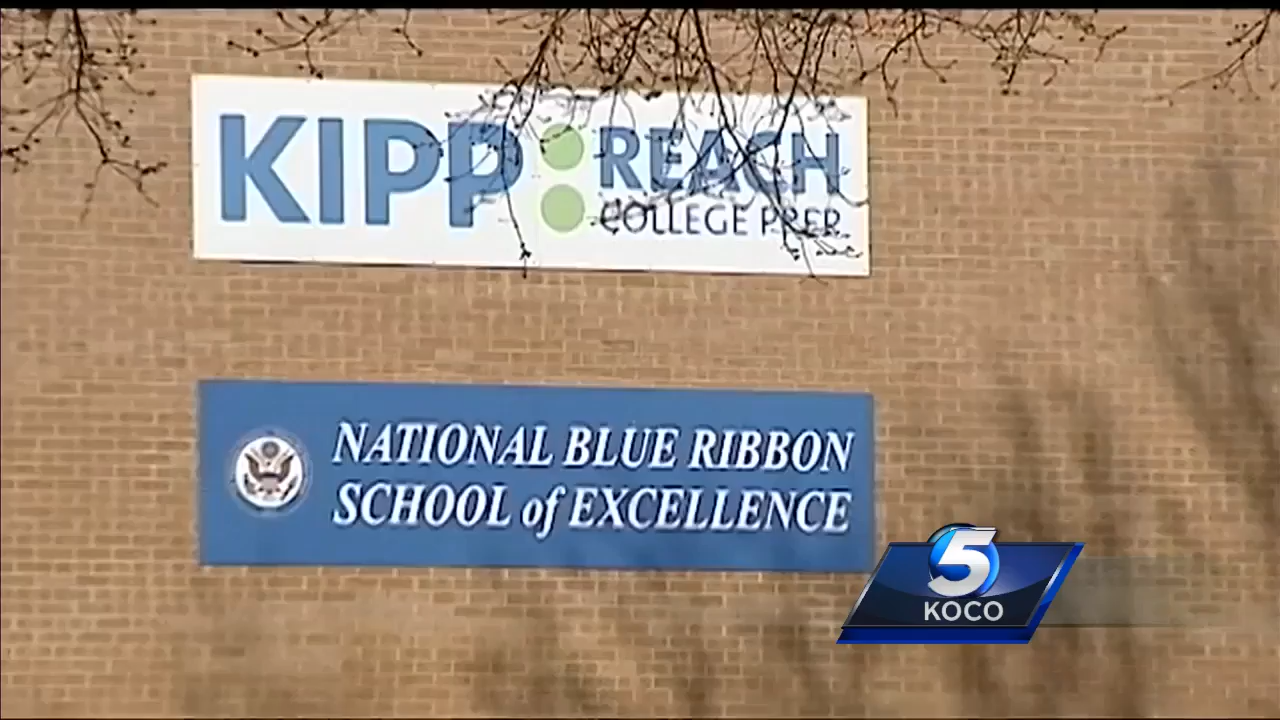 KIPP:REACH
COLLEGE PREP
NATIONAL BLUE RIBBON
SCHOOL of EXCELLENCE
5
KOCO